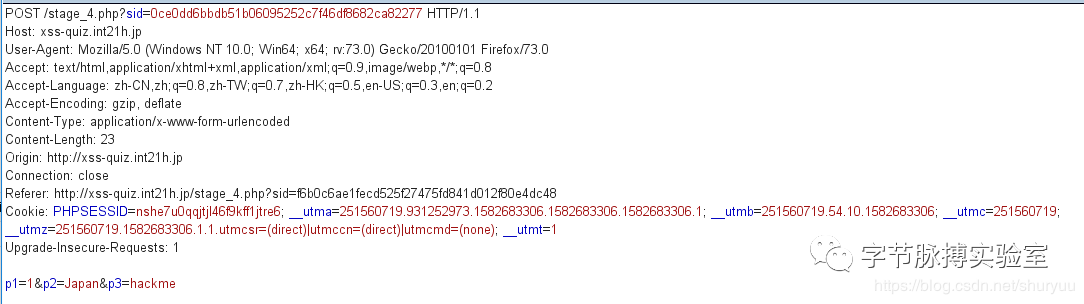 POST /stage_4.php?sid=0ce0dd6bbdb51b06095252c7f46df8682ca82277 HTTP/1.1
Host: xss-quiz.int21h.jp
User-Agent: Mozilla/5.0 (Windows NT 10.0; Win64; x64; rv:73.0) Gecko/20100101 Firefox/73.0
Accept: text/html,application/xhtml+xml,application/xml;q=0.9,image/webp,*/*;q=0.8
Accept-Language: zh-CN,zh;q=0.8,zh-TW;q=0.7,zh-HK;q=0.5,en-US;q=0.3,en;q=0.2
Accept-Encoding: gzip, deflate
Content-Type: application/x-www-form-urlencoded
Content-Length: 23
Origin: http://xss-quiz.int21h.jp
Connection: close
Referer: http://xss-quiz.int21h.jp/stage_4.php?sid=f6b0c6ae1fecd525f27475fd841d012f80e4dc48
Cookie: PHPSESSID=nshe7u0qqjtjl46f9kff1jtre6; __utma=251560719.931252973.1582683306.1582683306.1582683306.1; __utmb=251560719.54.10.1582683306; __utmc=251560719;
__utmz=251560719.1582683306.1.1.utmcsr=(direct)|utmccn=(direct)|utmcmd=(none); __utmt=1
Upgrade-Insecure-Requests: 1
p1=1&p2=Japan&p3=hackme
字节脉搏实验室
https://blog.csdn.net/shuryuu